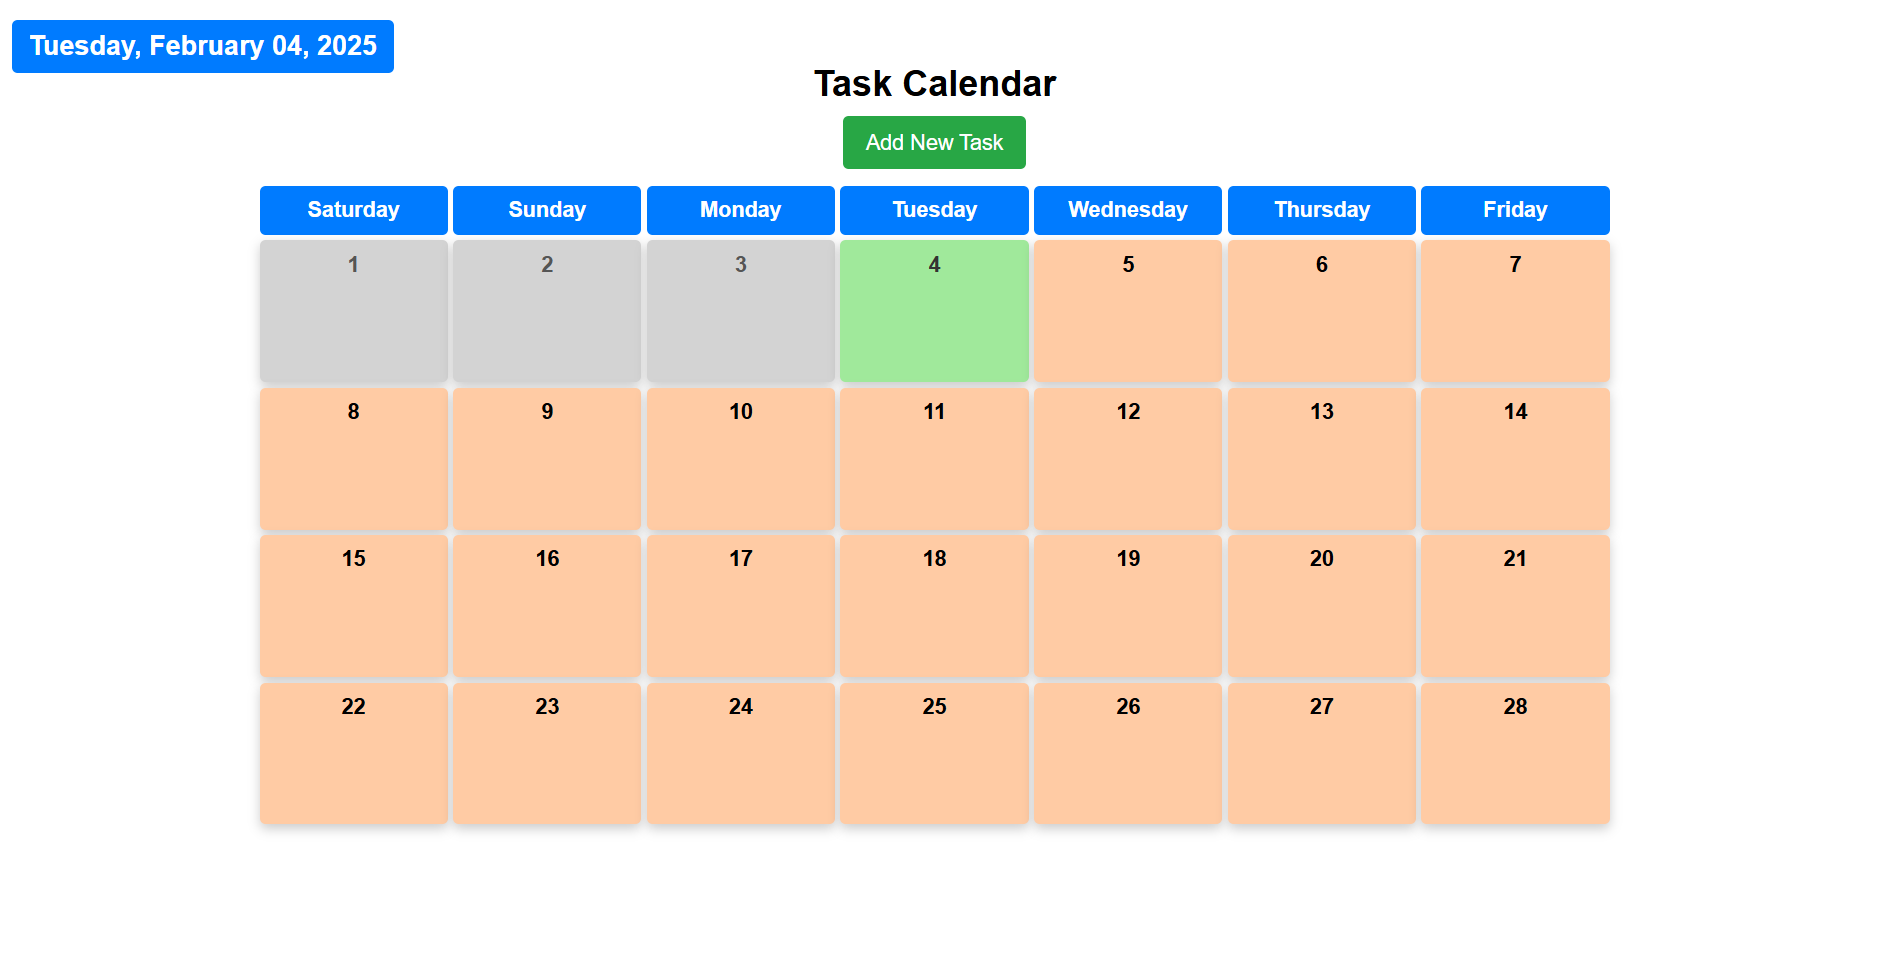 Tuesday, February 04, 2025
Task Calendar
Add New Task
Saturday Sunday Monday Tuesday Wednesday Thursday Friday
1 2 3 4 5 6 7
8 9 10 11 12 13 14
15 16 17 18 19 20 21
22 23 24 25 26 27 28